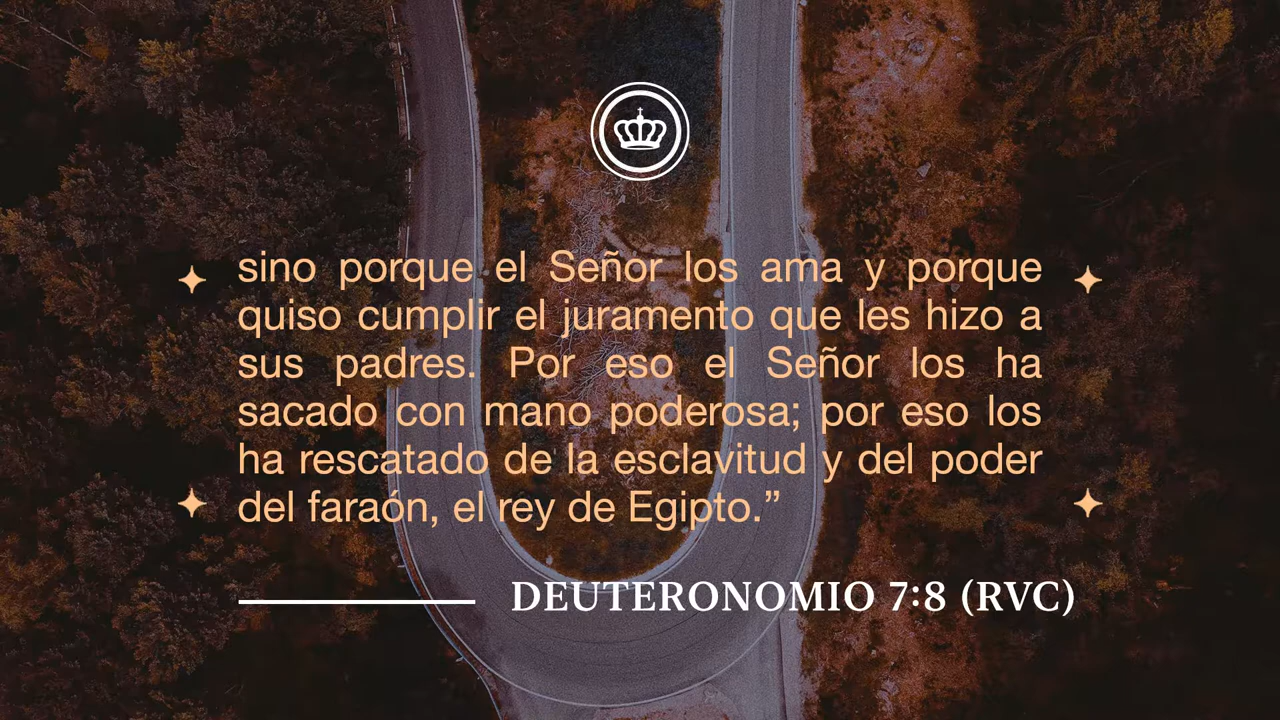 sino porque el Señor los ama y porque
quiso cumplir el juramento que les hizo a
sus padres. Por eso el Señor los ha
sacado con mano poderosa; por eso los
ha rescatado de la esclavitud y del poder
del faraón, el rey de Egipto.”
DEUTERONOMIO 7:8 (RVC)